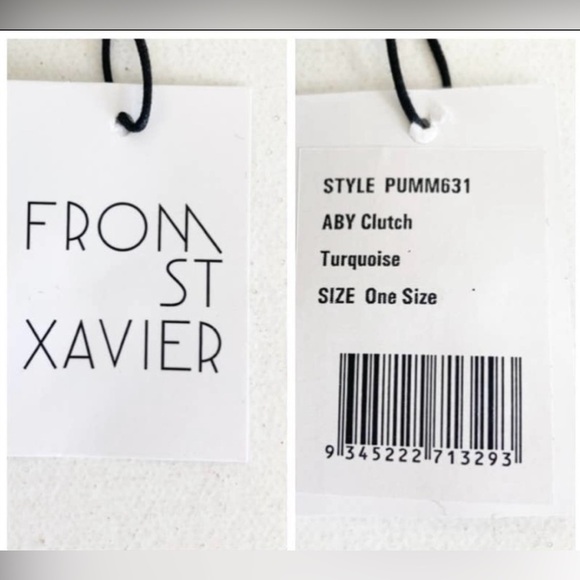 FROM
ST
XAVIER
STYLE PUMM631
ABY Clutch
Turquoise
SIZE One Size
9 345222 713293